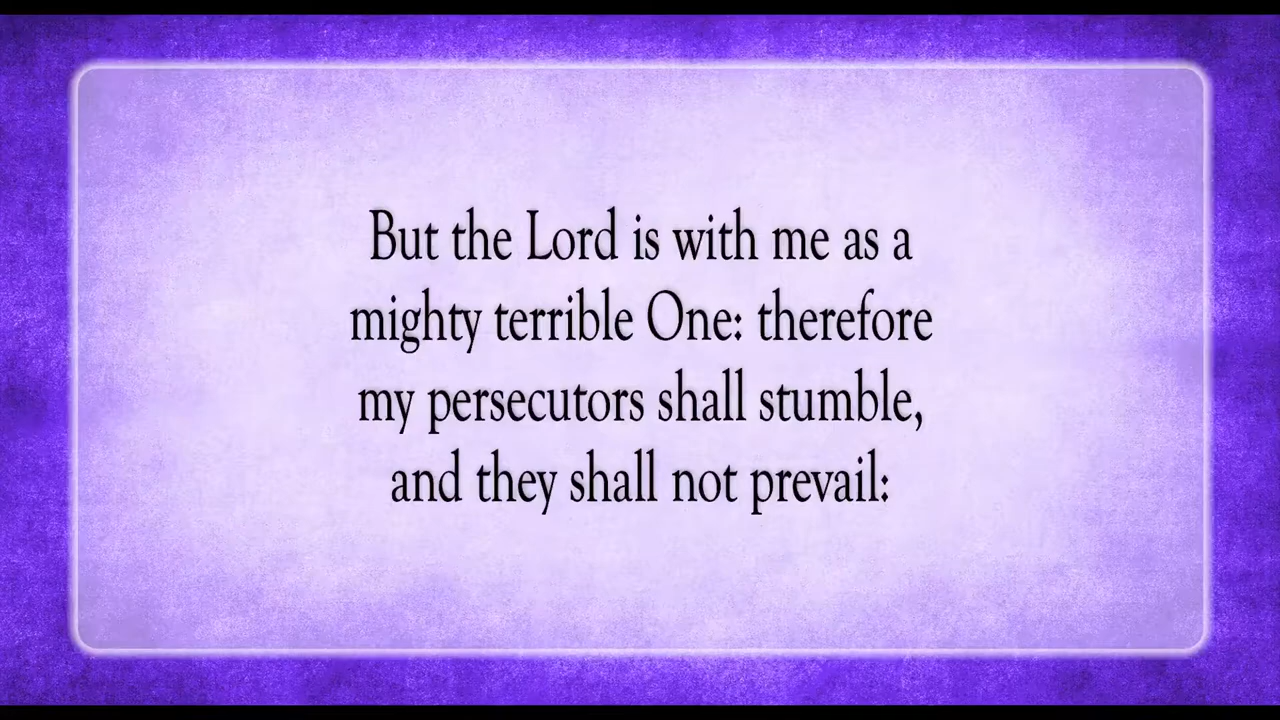 But the Lord is with me as a
mighty terrible One: therefore
my persecutors shall stumble,
and they shall not prevail: